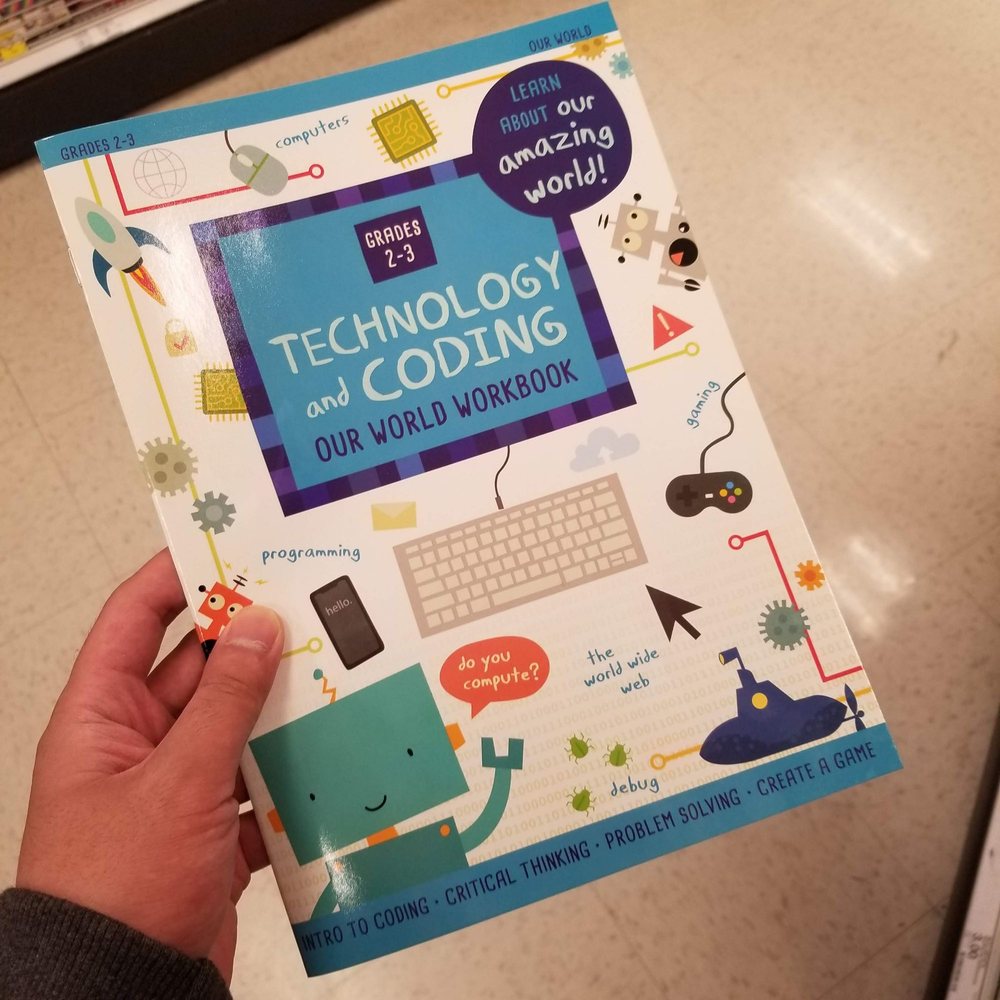 OUR WORLD
GRADES 2-3
LEARN
ABOUT our
amazing
world!
computers
GRADES
2-3
TECHNOLOGY
and CODING
OUR WORLD WORKBOOK
gaming
programming
hello.
do you
compute?
the
world wide
web
debug
INTRO TO CODING • CRITICAL THINKING • PROBLEM SOLVING • CREATE A GAME
3.00